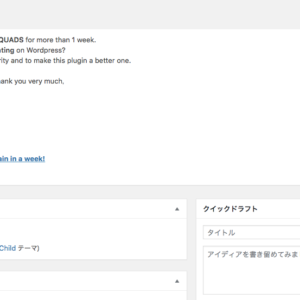 QUADS for more than 1 week.
ting on Wordpress?
rity and to make this plugin a better one.
ank you very much,
in in a week!
クイックドラフト
タイトル
Child テーマ)
アイディアを書き留めてみま